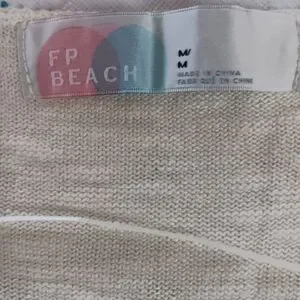 FP
BEACH
M/
M
MADE IN CHINA
FABRIQUÉ EN CHINE